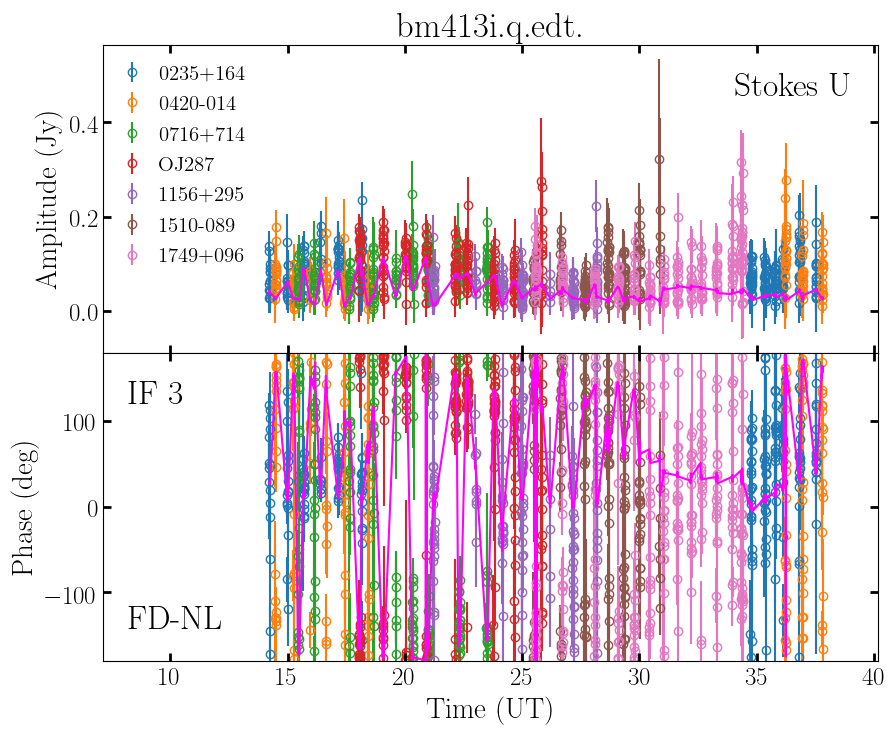 bm413i.q.edt.
0235+164
0420-014
0716+714
OJ287
1156+295
1510-089
1749+096
Stokes U
Amplitude (Jy)
0.4
0.2
0.0
IF 3
FD-NL
Phase (deg)
100
0
−100
10 15 20 25 30 35 40
Time (UT)